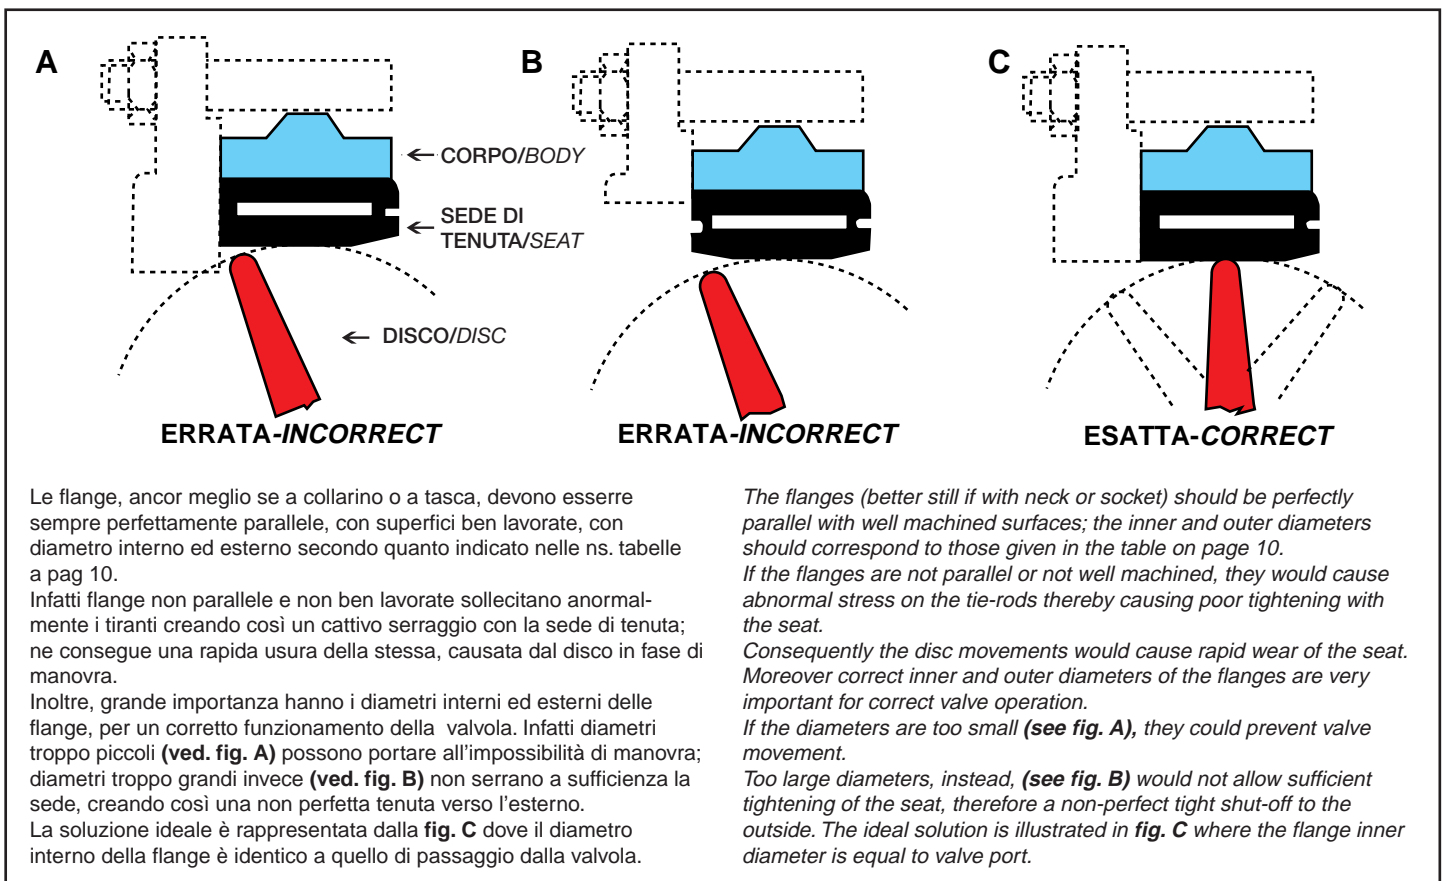 A
B
C
CORPO/BODY
SEDE DI
TENUTA/SEAT
DISCO/DISC
ERRATA-INCORRECT
ERRATA-INCORRECT
ESATTA-CORRECT
Le flange, ancor meglio se a collarino o a tasca, devono esserre
sempre perfettamente parallele, con superfici ben lavorate, con
diametro interno ed esterno secondo quanto indicato nelle ns. tabelle
a pag 10.
Infatti flange non parallele e non ben lavorate sollecitano anormal-
mente i tiranti creando così un cattivo serraggio con la sede di tenuta;
ne consegue una rapida usura della stessa, causata dal disco in fase di
manovra.
Inoltre, grande importanza hanno i diametri interni ed esterni delle
flange, per un corretto funzionamento della valvola. Infatti diametri
troppo piccoli (ved. fig. A) possono portare all'impossibilità di manovra;
diametri troppo grandi invece (ved. fig. B) non serrano a sufficienza la
sede, creando così una non perfetta tenuta verso l'esterno.
La soluzione ideale è rappresentata dalla fig. C dove il diametro
interno della flange è identico a quello di passaggio dalla valvola.
The flanges (better still if with neck or socket) should be perfectly
parallel with well machined surfaces; the inner and outer diameters
should correspond to those given in the table on page 10.
If the flanges are not parallel or not well machined, they would cause
abnormal stress on the tie-rods thereby causing poor tightening with
the seat.
Consequently the disc movements would cause rapid wear of the seat.
Moreover correct inner and outer diameters of the flanges are very
important for correct valve operation.
If the diameters are too small (see fig. A), they could prevent valve
movement.
Too large diameters, instead, (see fig. B) would not allow sufficient
tightening of the seat, therefore a non-perfect tight shut-off to the
outside. The ideal solution is illustrated in fig. C where the flange inner
diameter is equal to valve port.